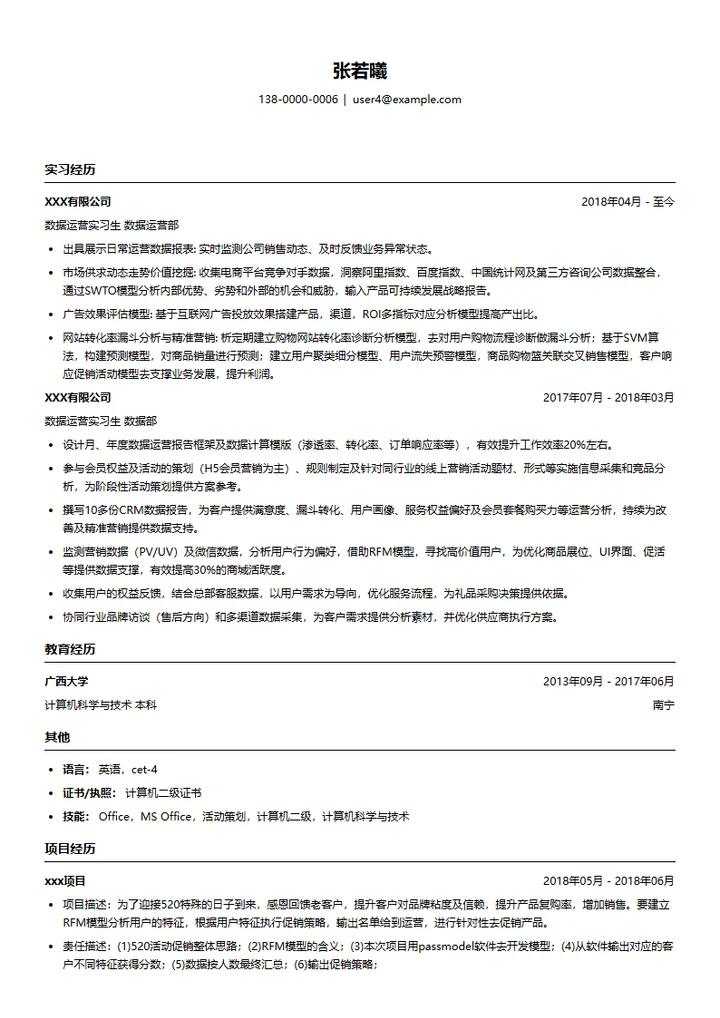 张若曦
138-0000-0006 | user4@example.com
实习经历
XXX有限公司 2018年04月 - 至今
数据运营实习生 数据运营部
• 出具展示日常运营数据报表: 实时监测公司销售动态、及时反馈业务异常状态。
• 市场供求动态走势价值挖掘: 收集电商平台竞争对手数据，洞察阿里指数、百度指数、中国统计网及第三方咨询公司数据整合，
通过SWTO模型分析内部优势、劣势和外部的机会和威胁，输入产品可持续发展战略报告。
• 广告效果评估模型: 基于互联网广告投放效果搭建产品，渠道，ROI多指标对应分析模型提高产出比。
• 网站转化率漏斗分析与精准营销: 析定期建立购物网站转化率诊断分析模型，去对用户购物流程诊断做漏斗分析；基于SVM算
法，构建预测模型，对商品销量进行预测；建立用户聚类细分模型、用户流失预警模型，商品购物篮关联交叉销售模型，客户响
应促销活动模型去支撑业务发展，提升利润。
XXX有限公司 2017年07月 - 2018年03月
数据运营实习生 数据部
• 设计月、年度数据运营报告框架及数据计算模版（渗透率、转化率、订单响应率等），有效提升工作效率20%左右。
• 参与会员权益及活动的策划（H5会员营销为主）、规则制定及针对同行业的线上营销活动题材、形式等实施信息采集和竞品分
析，为阶段性活动策划提供方案参考。
• 撰写10多份CRM数据报告，为客户提供满意度、漏斗转化、用户画像、服务权益偏好及会员套餐购买力等运营分析，持续为改
善及精准营销提供数据支持。
• 监测营销数据（PV/UV）及微信数据，分析用户行为偏好，借助RFM模型，寻找高价值用户，为优化商品展位、UI界面、促活
等提供数据支撑，有效提高30%的商城活跃度。
• 收集用户的权益反馈，结合总部客服数据，以用户需求为导向，优化服务流程，为礼品采购决策提供依据。
• 协同行业品牌访谈（售后方向）和多渠道数据采集，为客户需求提供分析素材，并优化供应商执行方案。
教育经历
广西大学 2013年09月 - 2017年06月
计算机科学与技术 本科 南宁
其他
• 语言： 英语，cet-4
• 证书/执照： 计算机二级证书
• 技能： Office，MS Office，活动策划，计算机二级，计算机科学与技术
项目经历
xxx项目 2018年05月 - 2018年06月
• 项目描述：为了迎接520特殊的日子到来，感恩回馈老客户，提升客户对品牌粘度及信赖，提升产品复购率，增加销售。要建立
RFM模型分析用户的特征，根据用户特征执行促销策略，输出名单给到运营，进行针对性去促销产品。
• 责任描述：(1)520活动促销整体思路；(2)RFM模型的含义；(3)本次项目用passmodel软件去开发模型；(4)从软件输出对应的客
户不同特征获得分数；(5)数据按人数最终汇总；(6)输出促销策略；